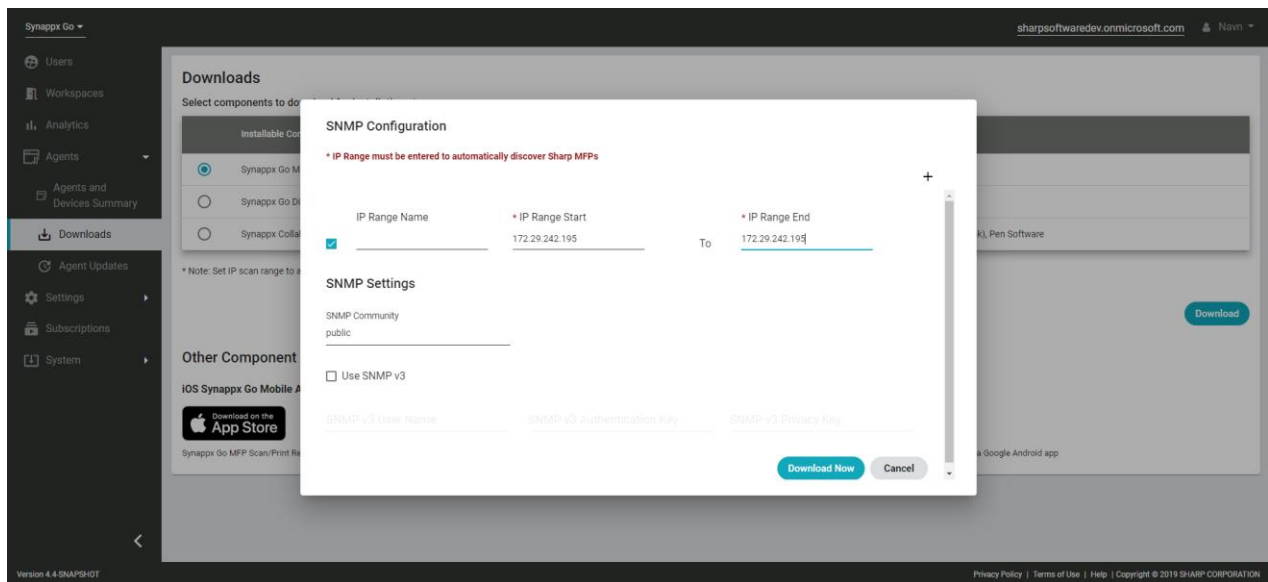 Synappx Go
sharpsoftwaredev.onmicrosoft.com Navn
Users
Workspaces
Analytics
Agents
Agents and
Devices Summary
Downloads
Agent Updates
Settings
Subscriptions
System
Downloads
Select components to
Installable
Synappx Go
Synappx Go
k), Pen Software
* Note: Set IP scan range to
Download
Other Component
iOS Synappx Go Mobile
Download on the
App Store
Synappx Go MFP Scan/Print
a Google Android app
SNMP Configuration
* IP Range must be entered to automatically discover Sharp MFPs
+
IP Range Name * IP Range Start * IP Range End
172.29.242.195 To 172.29.242.195
SNMP Settings
SNMP Community
public
Use SNMP v3
SNMP v3 User Name SNMP v3 Authentication Key SNMP v3 Privacy Key
Download Now Cancel
Version 4.4-SNAPSHOT
Privacy Policy | Terms of Use | Help | Copyright © 2019 SHARP CORPORATION